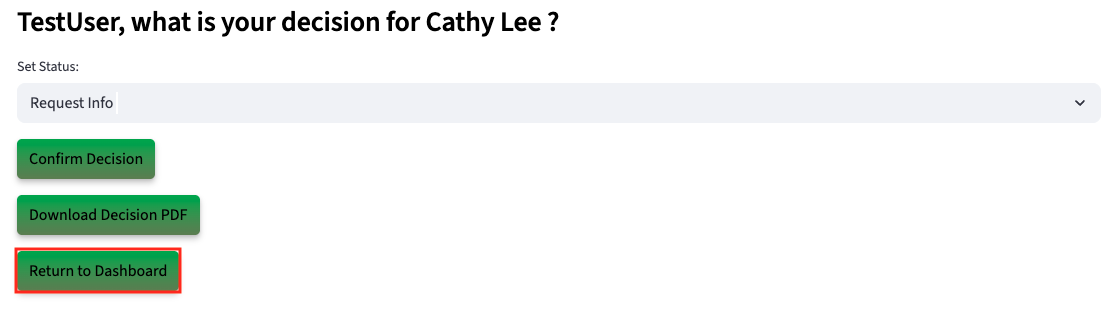 TestUser, what is your decision for Cathy Lee ?
Set Status:
Request Info
Confirm Decision
Download Decision PDF
Return to Dashboard